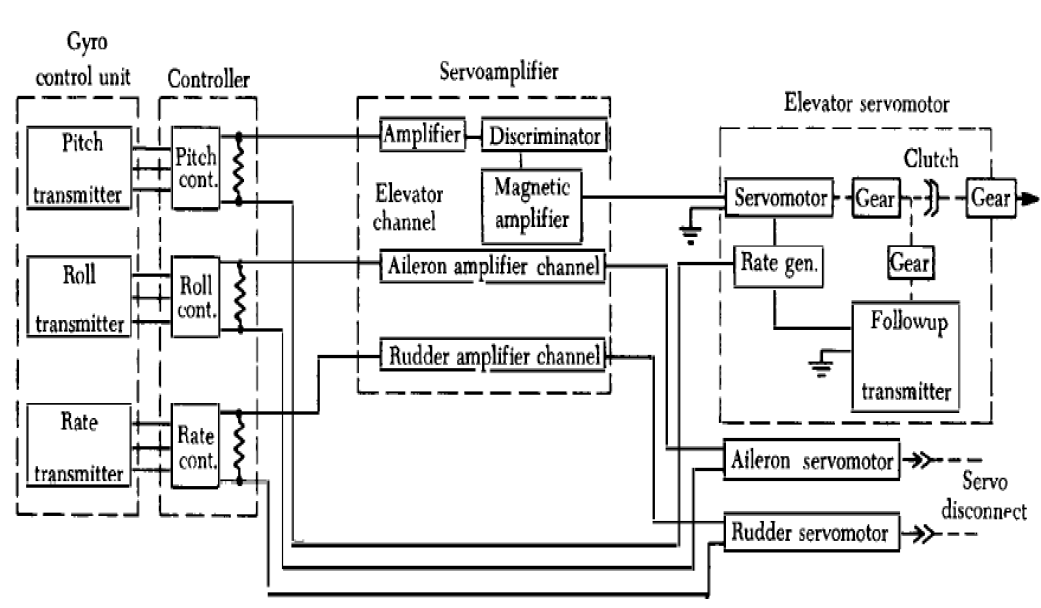 Gyro
control unit
Controller
Servoamplifier
Elevator servomotor
Pitch
transmitter
Pitch
cont.
Amplifier
Discriminator
Elevator
channel
Magnetic
amplifier
Servomotor
Gear
Clutch
Gear
Roll
transmitter
Roll
cont.
Aileron amplifier channel
Rate gen.
Gear
Followup
transmitter
Rudder amplifier channel
Rate
transmitter
Rate
cont.
Aileron servomotor
Servo
disconnect
Rudder servomotor